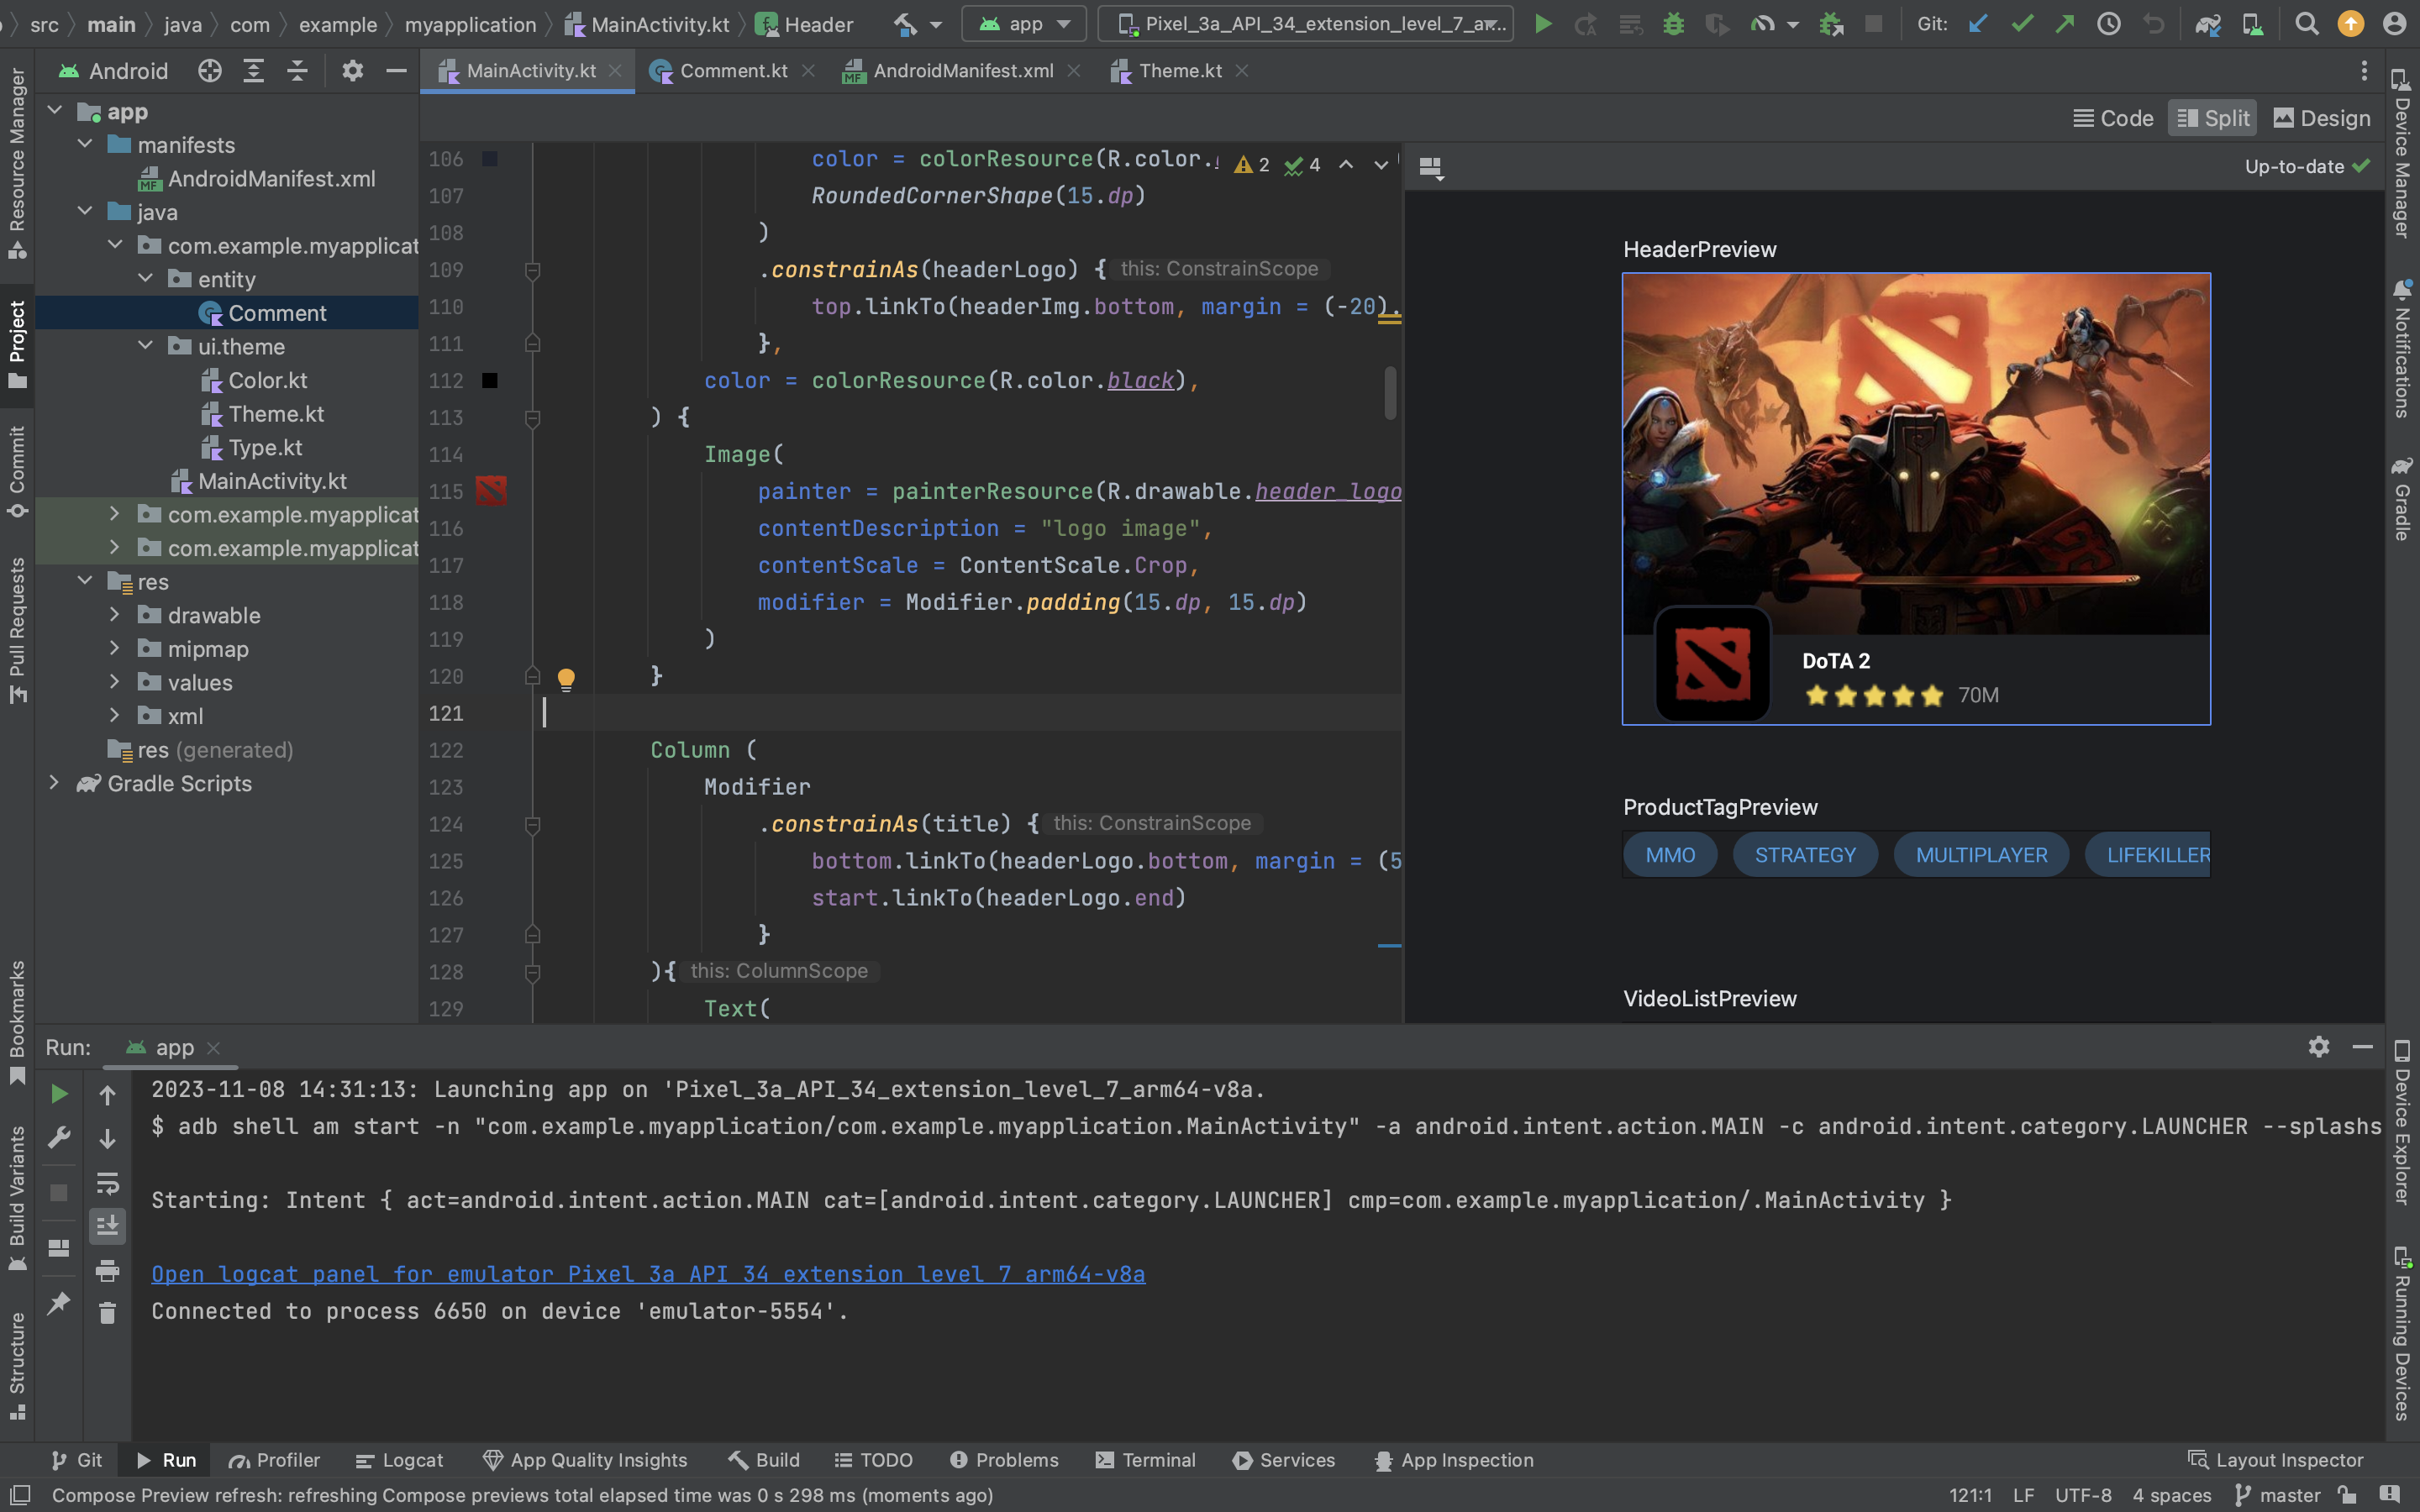 src
main
java
com
example
myapplication
MainActivity.kt
Header
app
Pixel_3a_API_34_extension_level_7_ar...
Git:
Android
MainActivity.kt
Comment.kt
AndroidManifest.xml
Theme.kt
Code
Split
Design
Resource Manager
Project
Commit
Pull Requests
Bookmarks
Build Variants
Structure
app
manifests
MF AndroidManifest.xml
java
com.example.myapplicat
entity
Comment
ui.theme
Color.kt
Theme.kt
Type.kt
MainActivity.kt
com.example.myapplicat
com.example.myapplicat
res
drawable
mipmap
values
xml
res (generated)
Gradle Scripts
2 4
106 color = colorResource(R.color.
107 RoundedCornerShape(15.dp)
108 )
109 .constrainAs(headerLogo) { this: ConstrainScope
110 top.linkTo(headerImg.bottom, margin = (-20).
111 },
112 color = colorResource(R.color.black),
113 ) {
114 Image(
115 painter = painterResource(R.drawable.header_logo
116 contentDescription = "logo image",
117 contentScale = ContentScale.Crop,
118 modifier = Modifier.padding(15.dp, 15.dp)
119 )
120 }
121
122 Column (
123 Modifier
124 .constrainAs(title) { this: ConstrainScope
125 bottom.linkTo(headerLogo.bottom, margin = (5
126 start.linkTo(headerLogo.end)
127 }
128 ){ this: ColumnScope
129 Text(
Up-to-date
HeaderPreview
DoTA 2
70M
ProductTagPreview
MMO STRATEGY MULTIPLAYER LIFEKILLER
VideoListPreview
Device Manager
Notifications
Gradle
Device Explorer
Running Devices
Run: app
2023-11-08 14:31:13: Launching app on 'Pixel_3a_API_34_extension_level_7_arm64-v8a.
$ adb shell am start -n "com.example.myapplication/com.example.myapplication.MainActivity" -a android.intent.action.MAIN -c android.intent.category.LAUNCHER --splashs
Starting: Intent { act=android.intent.action.MAIN cat=[android.intent.category.LAUNCHER] cmp=com.example.myapplication/.MainActivity }
Open logcat panel for emulator Pixel 3a API 34 extension level 7 arm64-v8a
Connected to process 6650 on device 'emulator-5554'.
Git
Run
Profiler
Logcat
App Quality Insights
Build
TODO
Problems
Terminal
Services
App Inspection
Layout Inspector
Compose Preview refresh: refreshing Compose previews total elapsed time was 0 s 298 ms (moments ago)
121:1 LF UTF-8 4 spaces master